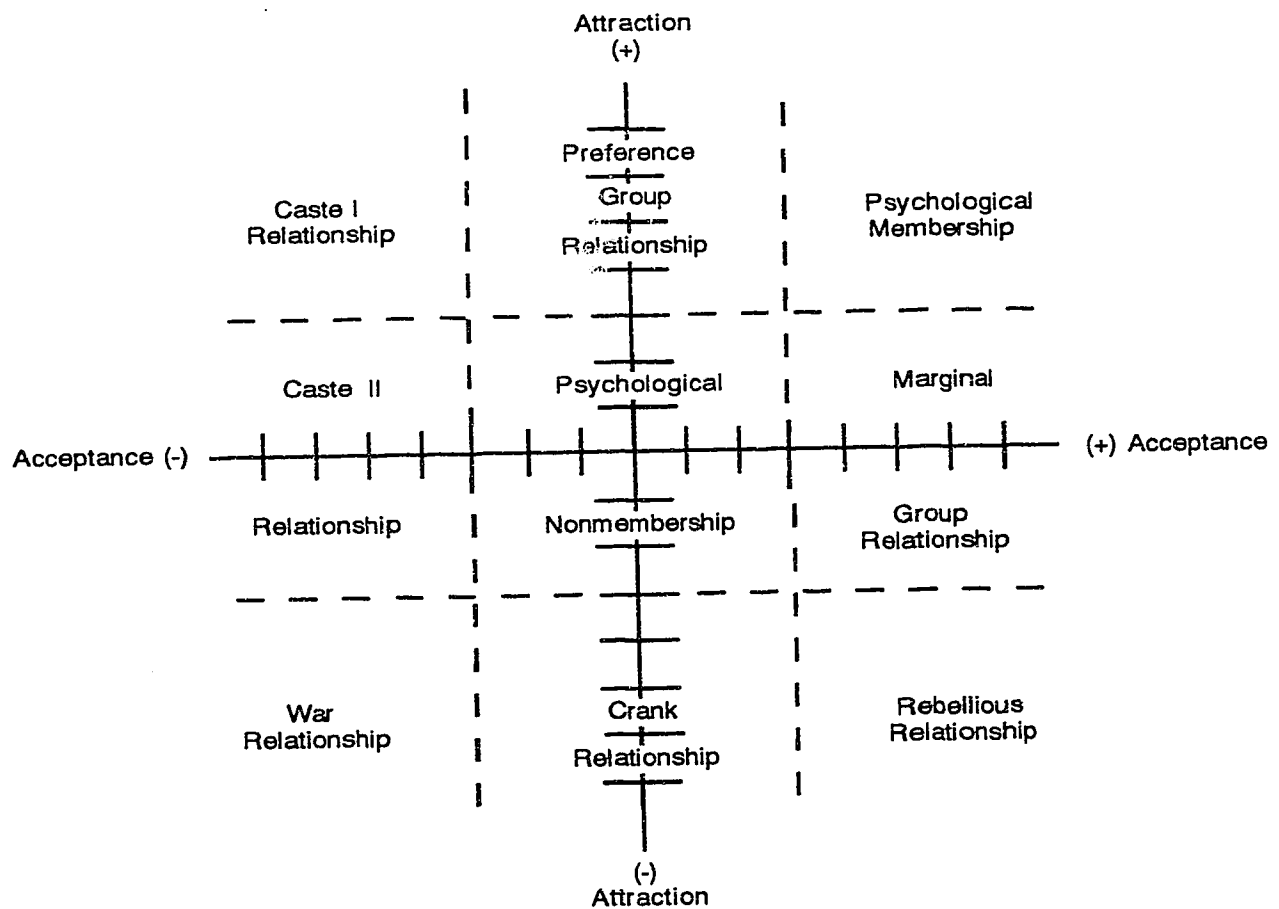 Attraction
(+)
Preference
Group
Relationship
Caste I
Relationship
Psychological
Membership
Caste II
Psychological
Marginal
Acceptance (-)
(+) Acceptance
Relationship
Nonmembership
Group
Relationship
War
Relationship
Crank
Relationship
Rebellious
Relationship
(-)
Attraction